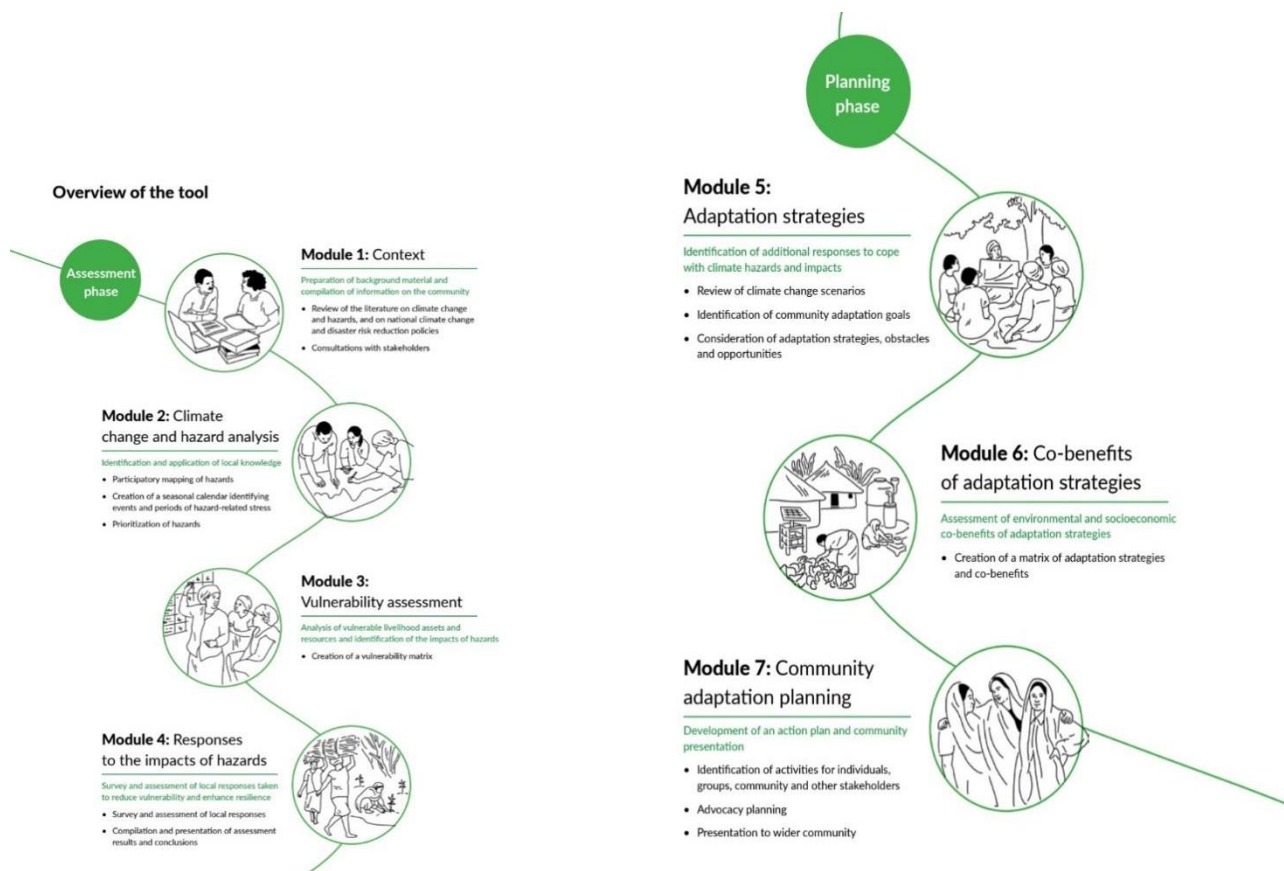 Overview of the tool
Assessment
phase
Module 1: Context
Preparation of background material and
compilation of information on the community
• Review of the literature on climate change
and hazards, and on national climate change
and disaster risk reduction policies
• Consultations with stakeholders
Module 2: Climate
change and hazard analysis
Identification and application of local knowledge
• Participatory mapping of hazards
• Creation of a seasonal calendar identifying
events and periods of hazard-related stress
• Prioritization of hazards
Module 3:
Vulnerability assessment
Analysis of vulnerable livelihood assets and
resources and identification of the impacts of hazards
• Creation of a vulnerability matrix
Module 4: Responses
to the impacts of hazards
Survey and assessment of local responses taken
to reduce vulnerability and enhance resilience
• Survey and assessment of local responses
• Compilation and presentation of assessment
results and conclusions
Planning
phase
Module 5:
Adaptation strategies
Identification of additional responses to cope
with climate hazards and impacts
• Review of climate change scenarios
• Identification of community adaptation goals
• Consideration of adaptation strategies, obstacles
and opportunities
Module 6: Co-benefits
of adaptation strategies
Assessment of environmental and socioeconomic
co-benefits of adaptation strategies
• Creation of a matrix of adaptation strategies
and co-benefits
Module 7: Community
adaptation planning
Development of an action plan and community
presentation
• Identification of activities for individuals,
groups, community and other stakeholders
• Advocacy planning
• Presentation to wider community